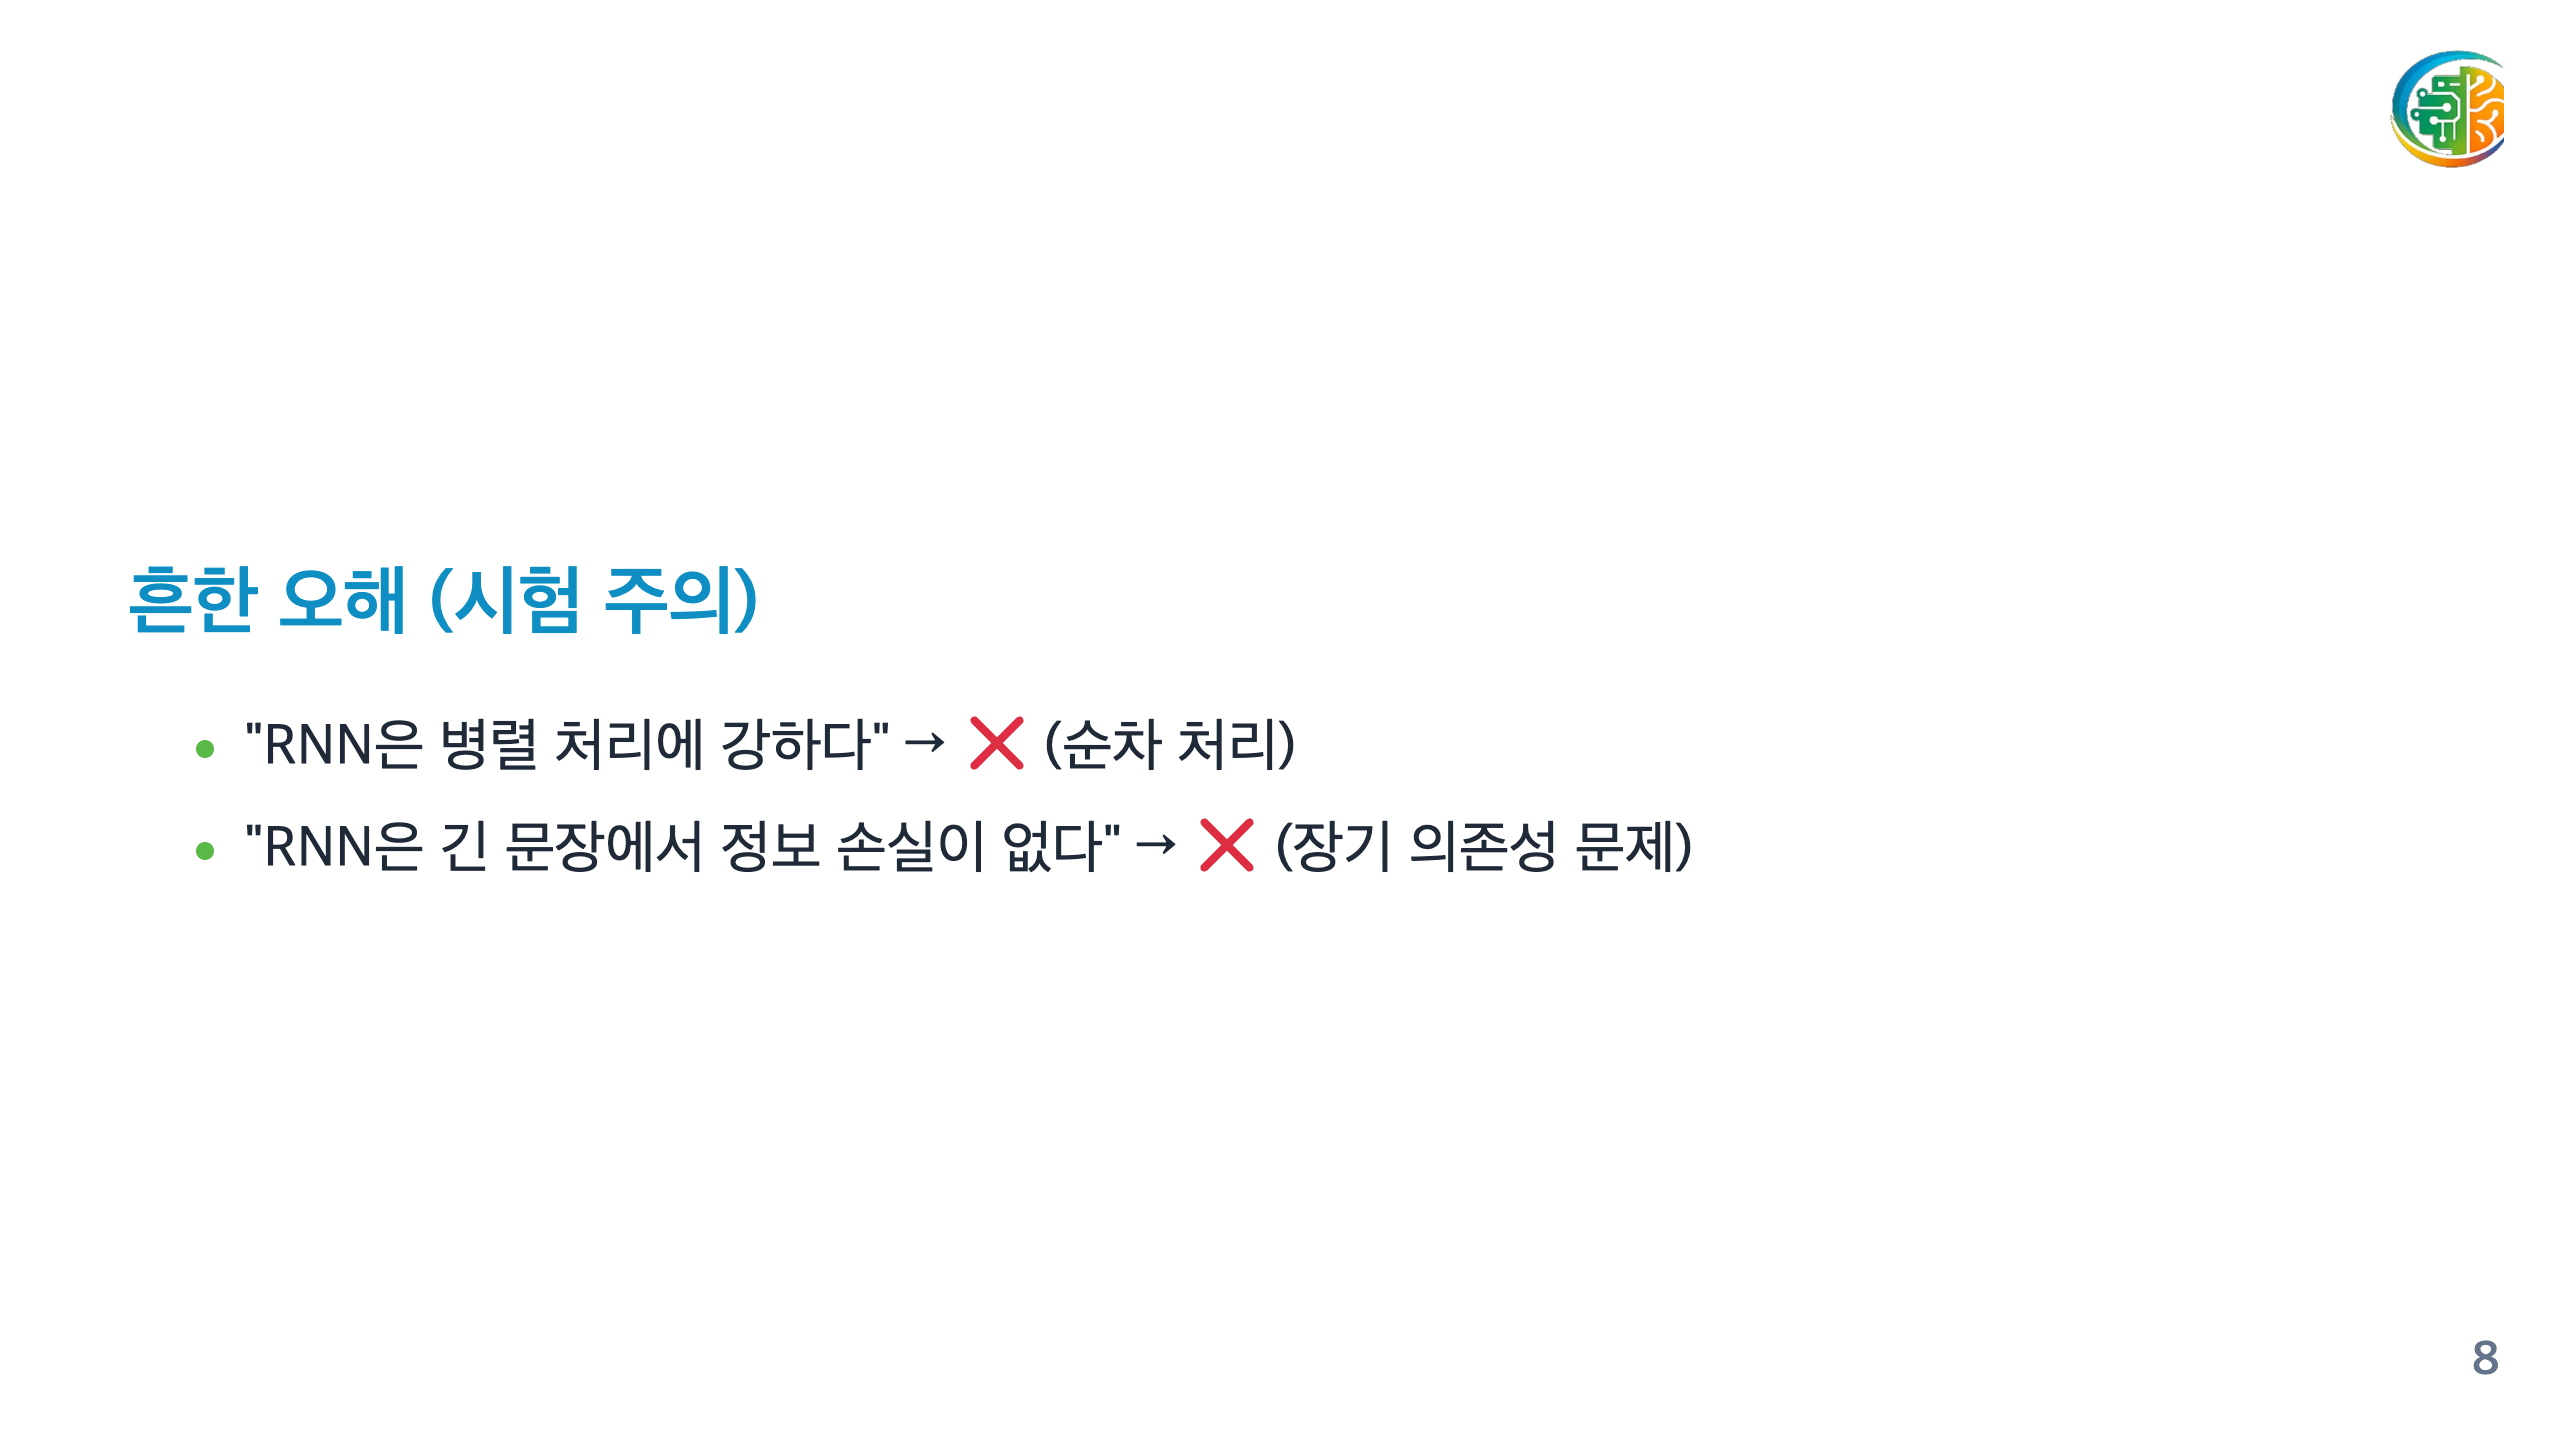 흔한 오해 (시험 주의)
• "RNN은 병렬 처리에 강하다" → ❌ (순차 처리)
• "RNN은 긴 문장에서 정보 손실이 없다" → ❌ (장기 의존성 문제)
8